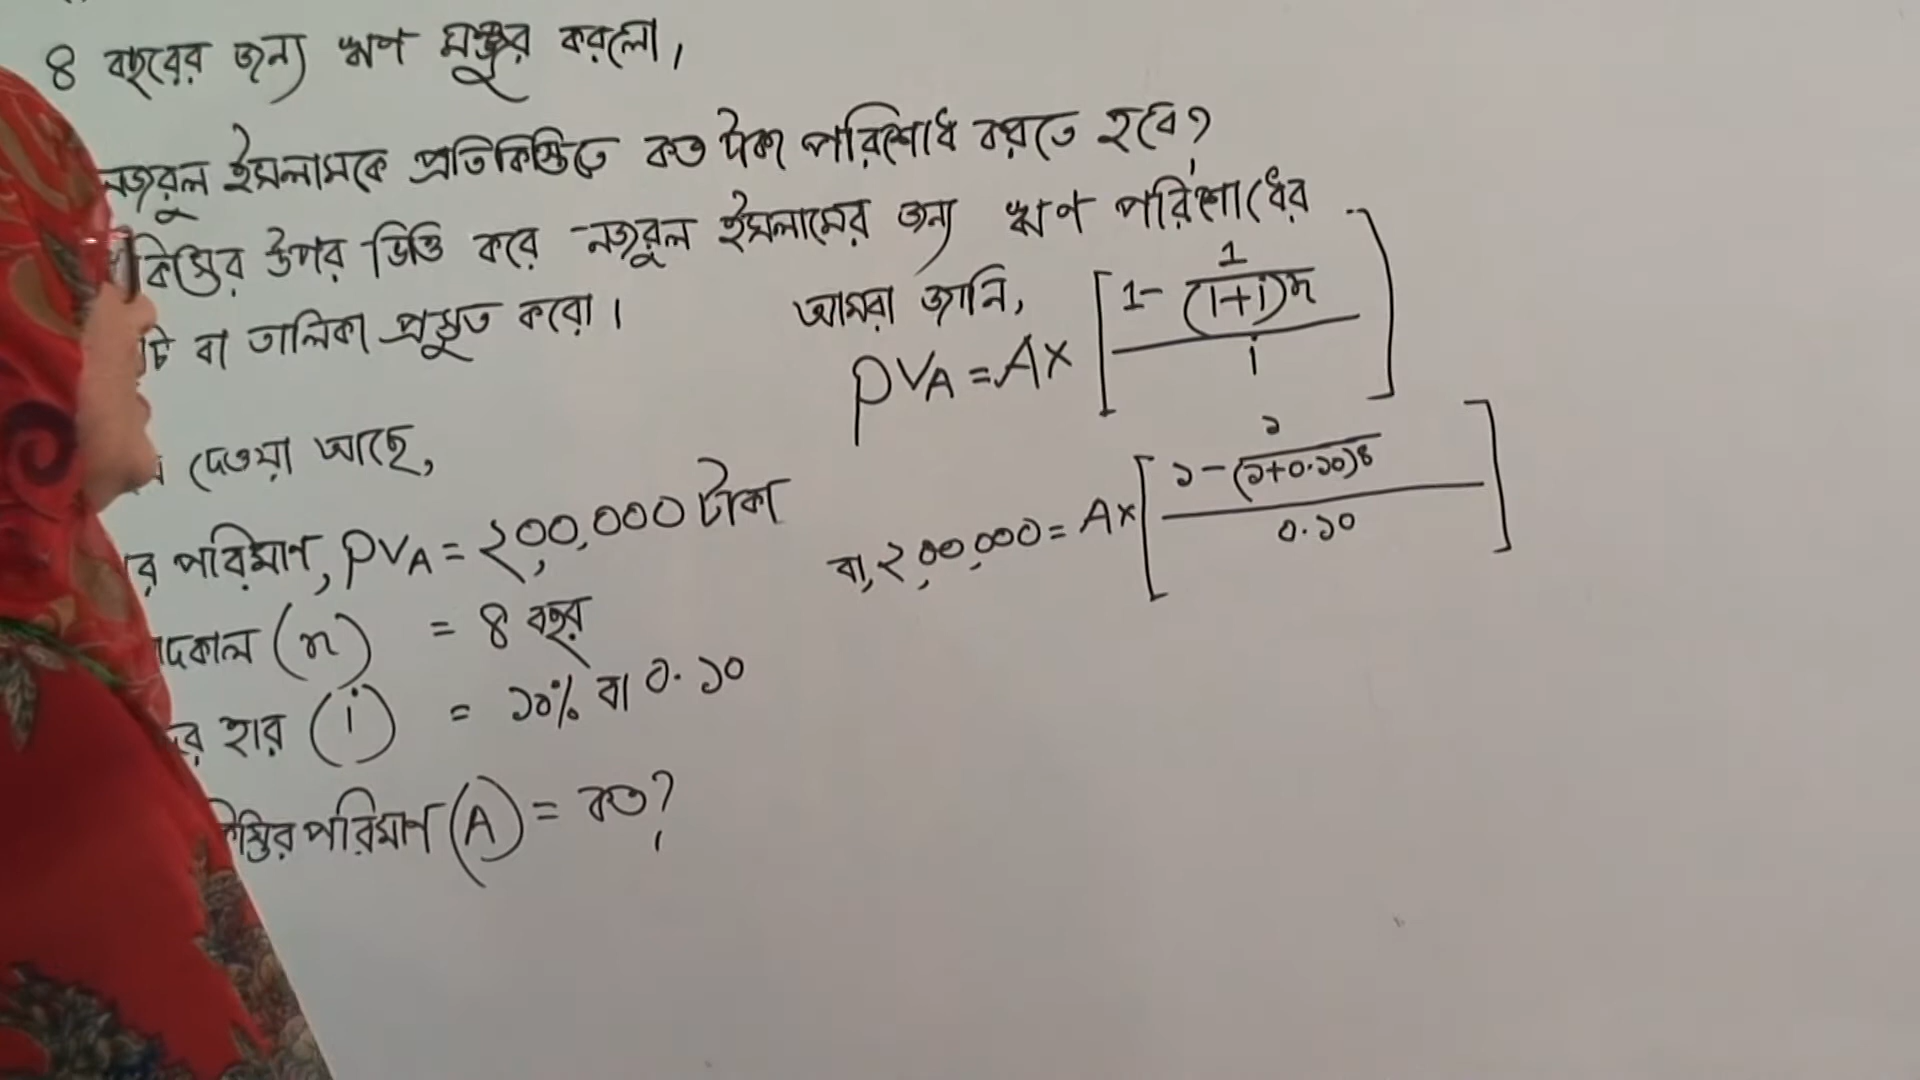 ৪ বছরের জন্য ঋণ মঞ্জুর করলো।
নজরুল ইসলামকে প্রতিকিস্তিতে কত টাকা পরিশোধ করতে হবে?
কিস্তির উপর ভিত্তি করে নজরুল ইসলামের জন্য ঋণ পরিশোধের
টি বা তালিকা প্রস্তুত করো।
দেওয়া আছে,
র পরিমাণ, PVA = ২,০০,০০০ টাকা
দকাল (n) = ৪ বছর
র হার (i) = ১০% বা ০.১০
কিস্তির পরিমাণ (A) = কত?
আমরা জানি,
PVA = A× [1 - 1/(1+i)n / i]
বা, ২,০০,০০০ = A× [১ - ১/(১+০.১০)৪ / ০.১০]